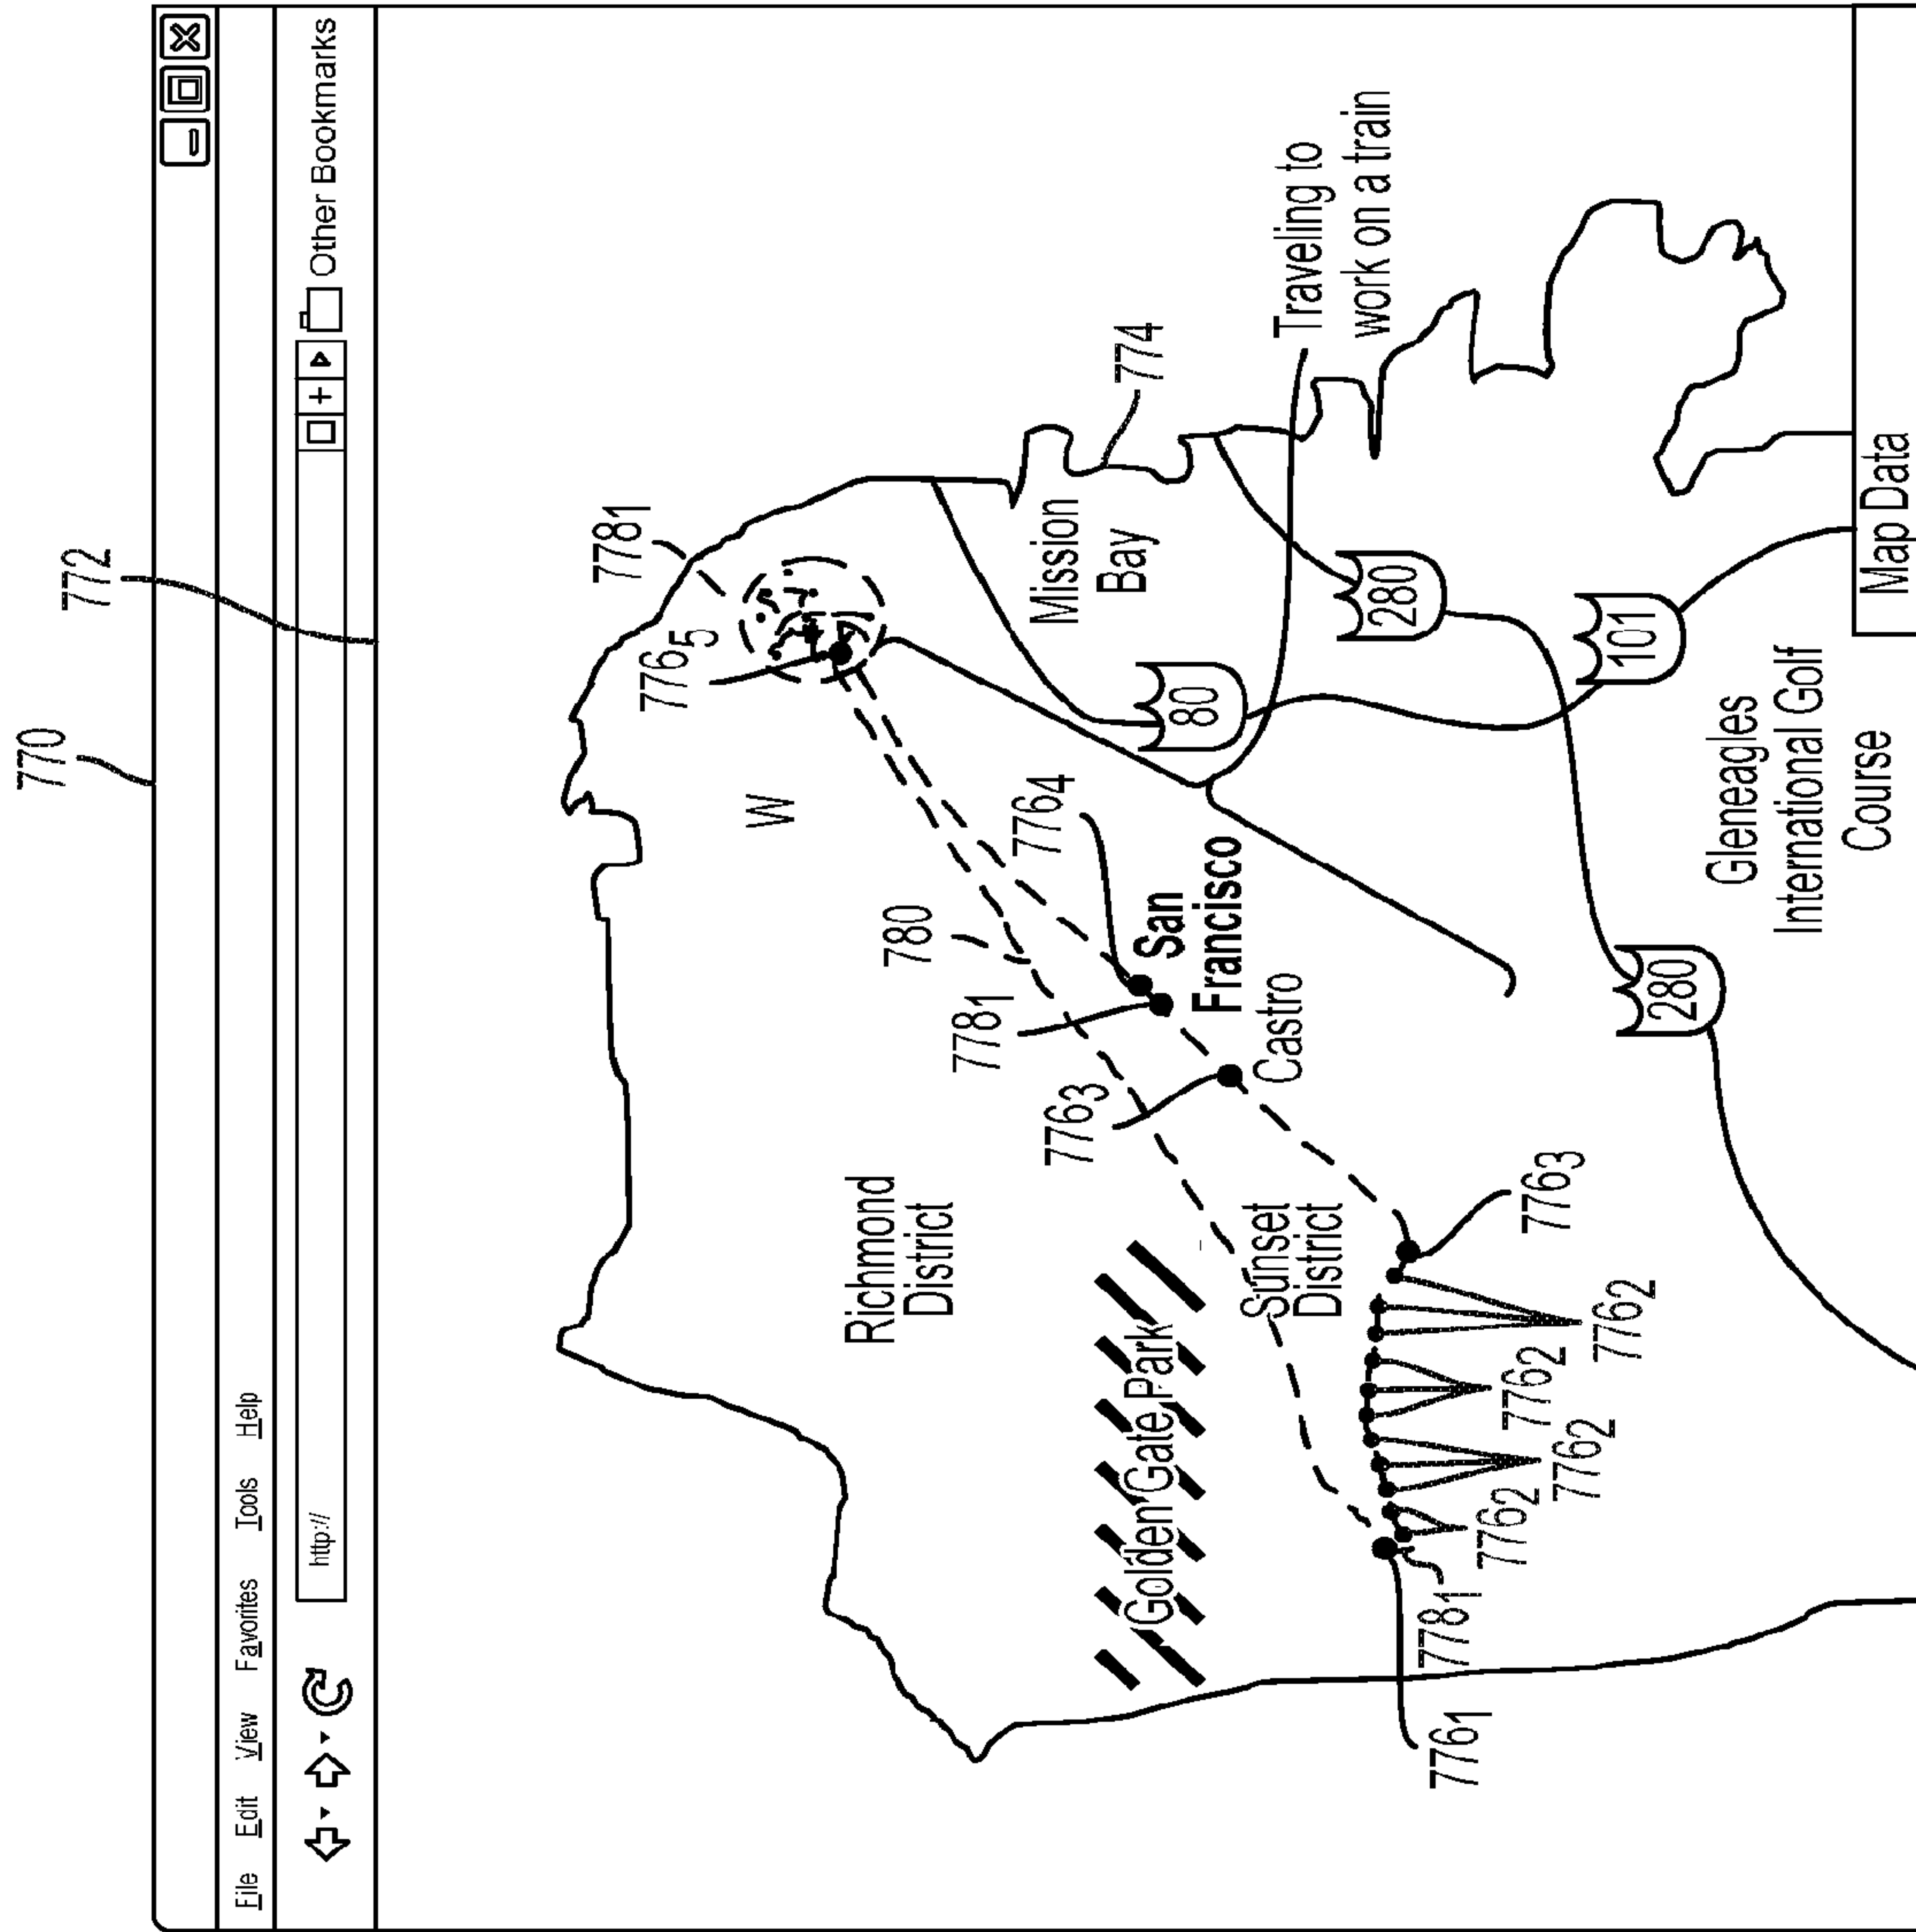 770
772
File Edit View Favorites Tools Help
http://
Other Bookmarks
7781
7765
W
774
Mission
Bay
Traveling to
work on a train
Richmond
District
780
7781
7764
7763
San
Francisco
Castro
80
280
101
Golden Gate Park
Sunset
District
7763
7762
7762
7762
7762
7781
7761
280
Gleneagles
International Golf
Course
Map Data